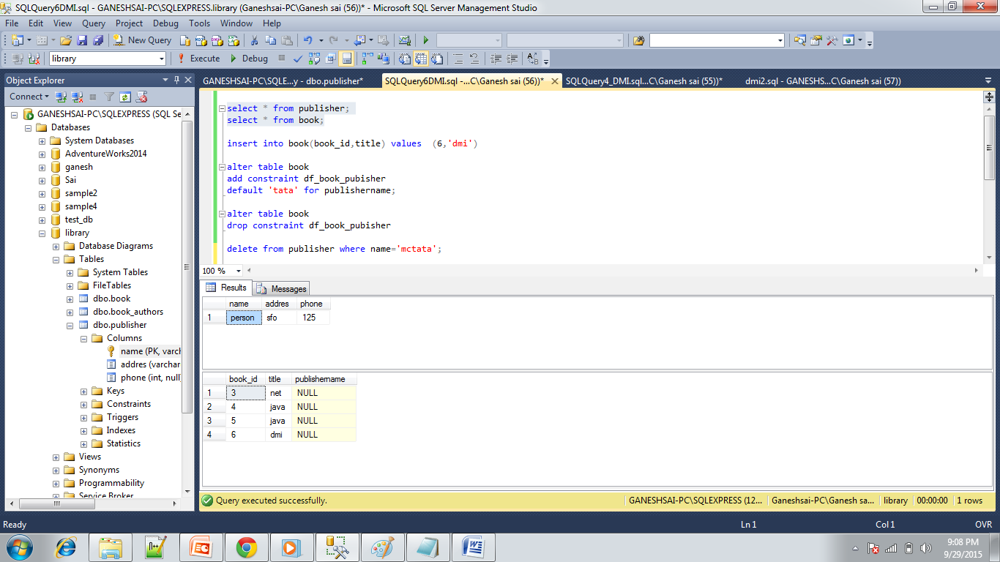 SQLQuery6DMI.sql - GANESHSAI-PC\SQLEXPRESS.library (Ganeshsai-PC\Ganesh sai (56))* - Microsoft SQL Server Management Studio
File Edit View Query Project Debug Tools Window Help
New Query
library Execute Debug
Object Explorer
Connect
GANESHSAI-PC\SQLEXPRESS (SQL Se
Databases
System Databases
AdventureWorks2014
ganesh
Sai
sample2
sample4
test_db
library
Database Diagrams
Tables
System Tables
FileTables
dbo.book
dbo.book_authors
dbo.publisher
Columns
name (PK, varch
addres (varchar
phone (int, null
Keys
Constraints
Triggers
Indexes
Statistics
Views
Synonyms
Programmability
Service Broker
GANESHSAI-PC\SQLE...y - dbo.publisher* SQLQuery6DMI.sql -...C\Ganesh sai (56))* SQLQuery4_DMI.sql...C\Ganesh sai (55))* dmi2.sql - GANESHS...C\Ganesh sai (57))
select * from publisher;
select * from book;
insert into book(book_id,title) values (6,'dmi')
alter table book
add constraint df_book_pubisher
default 'tata' for publishername;
alter table book
drop constraint df_book_pubisher
delete from publisher where name='mctata';
100 %
Results Messages
name addres phone
1 person sfo 125
book_id title publishername
1 3 net NULL
2 4 java NULL
3 5 java NULL
4 6 dmi NULL
Query executed successfully. GANESHSAI-PC\SQLEXPRESS (12... Ganeshsai-PC\Ganesh sa... library 00:00:00 1 rows
Ready Ln 1 Col 1 OVR
9:08 PM
9/29/2015